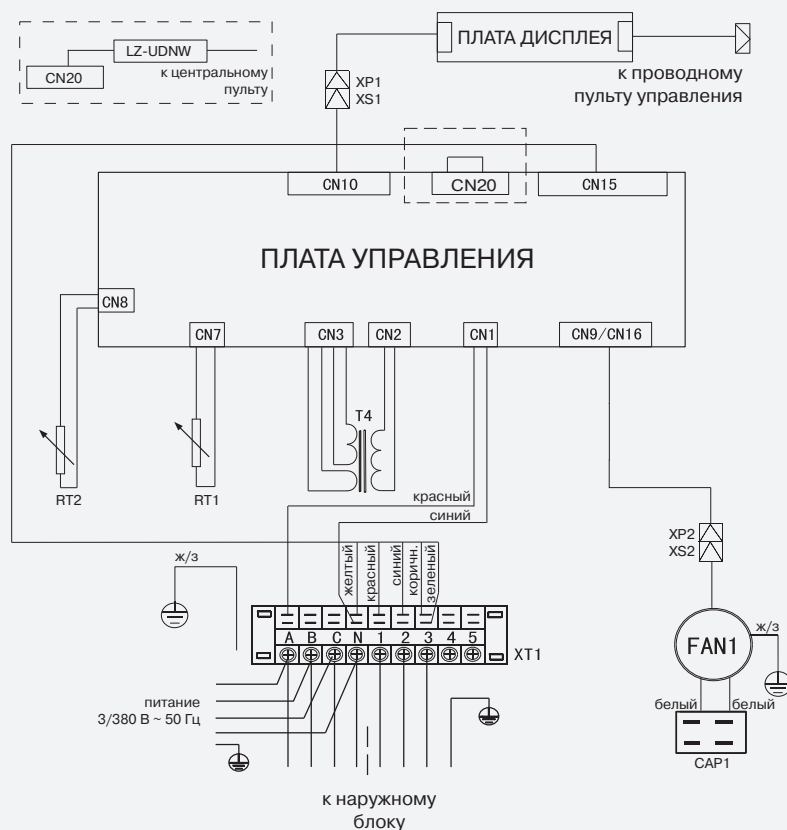 LZ-UDNW
CN20
к центральному
пульту
ПЛАТА ДИСПЛЕЯ
к проводному
пульту управления
XP1
XS1
CN10
CN20
CN15
ПЛАТА УПРАВЛЕНИЯ
CN8
CN7
CN3
CN2
CN1
CN9/CN16
T4
RT2
RT1
красный
синий
желтый
красный
синий
коричн.
зеленый
ж/з
XP2
XS2
A B C N 1 2 3 4 5
XT1
FAN1
ж/з
питание
3/380 В ~ 50 Гц
белый
белый
CAP1
к наружному
блоку